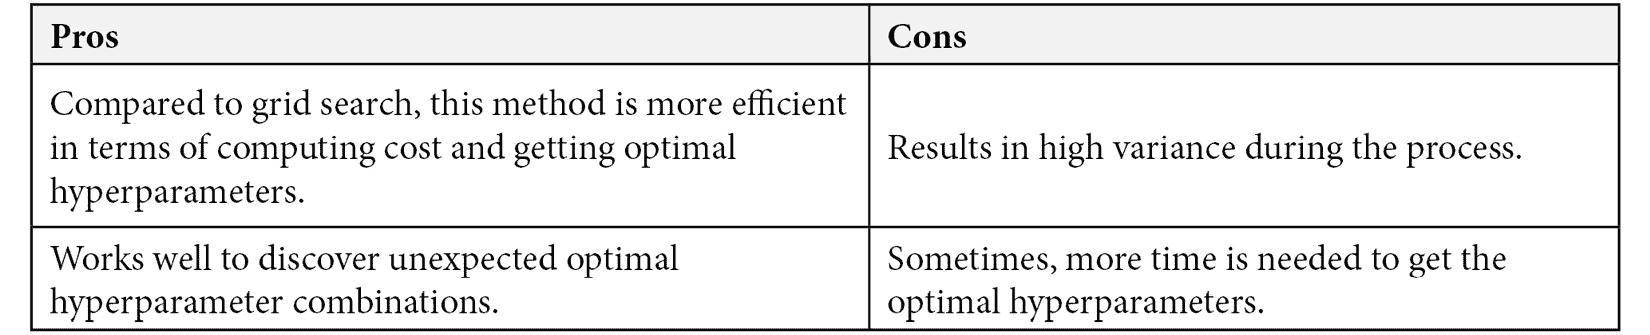 Pros
Cons
Compared to grid search, this method is more efficient
in terms of computing cost and getting optimal
hyperparameters.
Results in high variance during the process.
Works well to discover unexpected optimal
hyperparameter combinations.
Sometimes, more time is needed to get the
optimal hyperparameters.